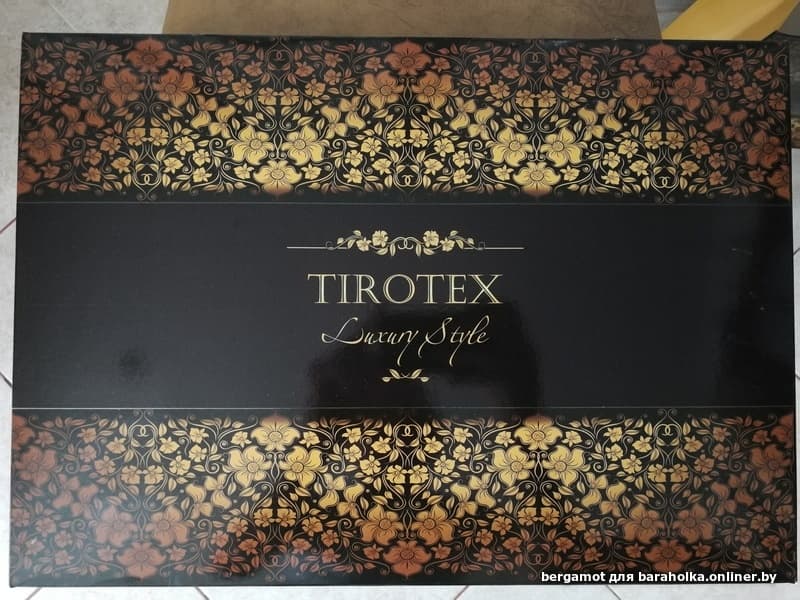 TIROTEX
Luxury Style
bergamot для baraholka.onliner.by